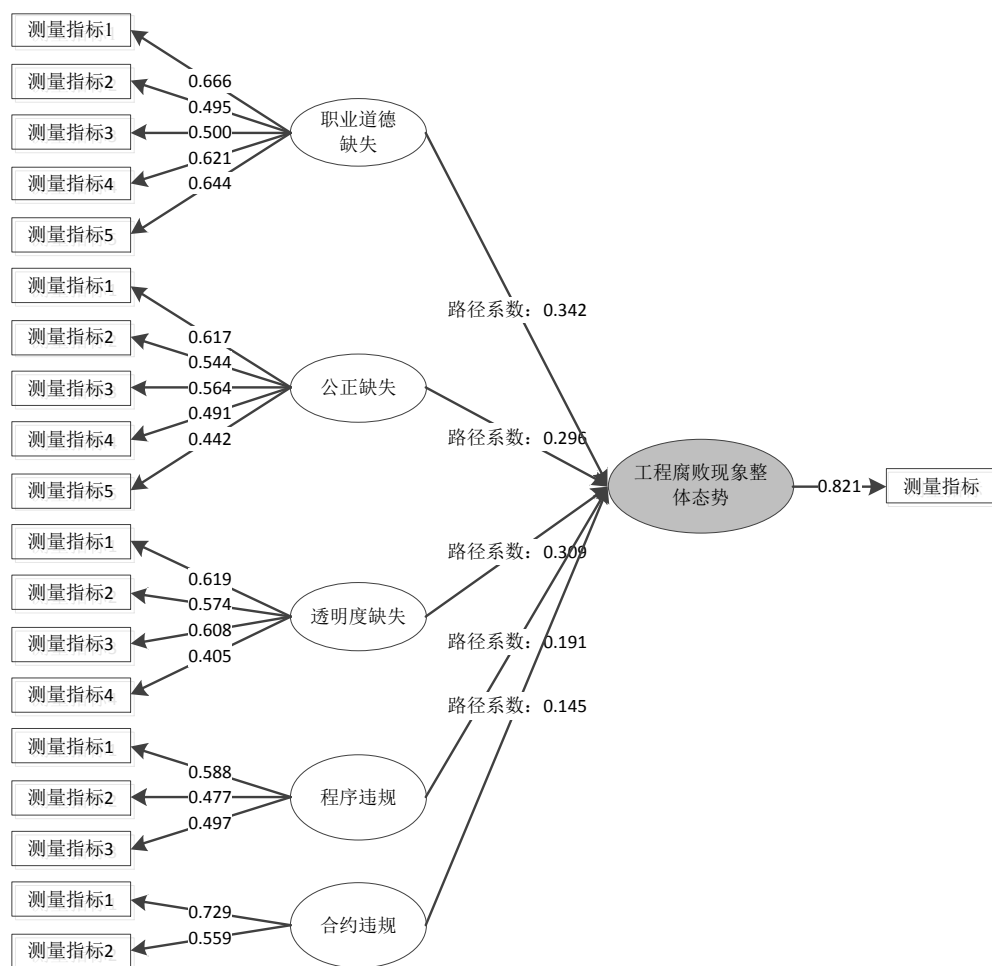 测量指标1
测量指标2
测量指标3
测量指标4
测量指标5
0.666
0.495
0.500
0.621
0.644
职业道德
缺失
测量指标1
测量指标2
测量指标3
测量指标4
测量指标5
0.617
0.544
0.564
0.491
0.442
公正缺失
测量指标1
测量指标2
测量指标3
测量指标4
0.619
0.574
0.608
0.405
透明度缺失
测量指标1
测量指标2
测量指标3
0.588
0.477
0.497
程序违规
测量指标1
测量指标2
0.729
0.559
合约违规
路径系数：0.342
路径系数：0.296
路径系数：0.309
路径系数：0.191
路径系数：0.145
工程腐败现象整
体态势
0.821
测量指标